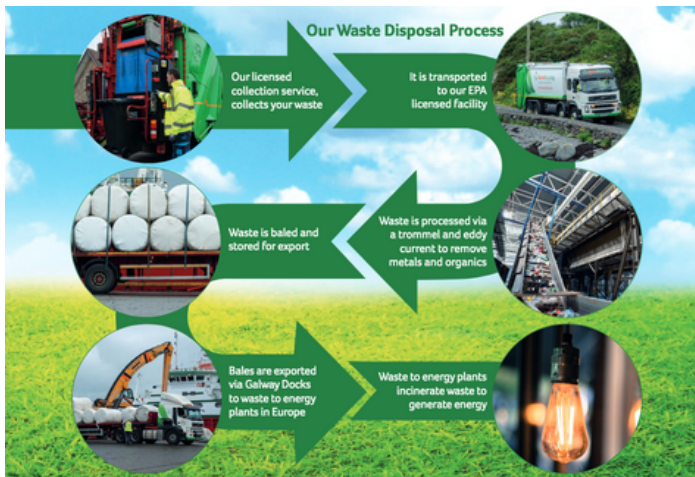 Our Waste Disposal Process
Our licensed
collection service,
collects your waste
It is transported
to our EPA
licensed facility
Waste is processed via
a trommel and eddy
current to remove
metals and organics
Waste is baled and
stored for export
Bales are exported
via Galway Docks
to waste to energy
plants in Europe
Waste to energy plants
incinerate waste to
generate energy